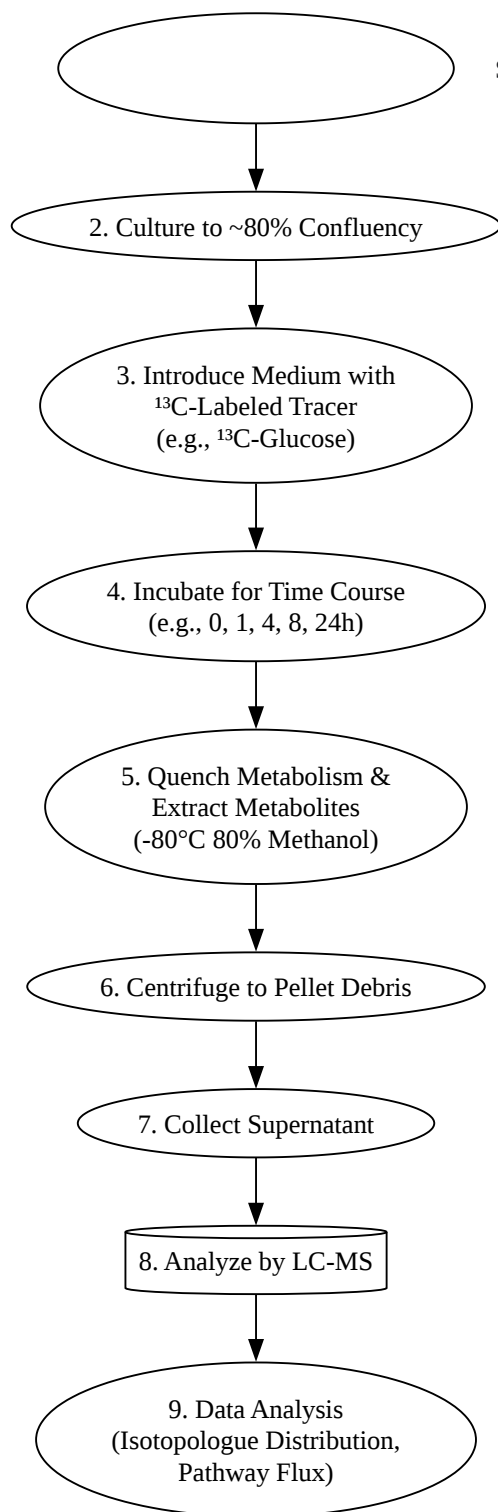 2. Culture to ~80% Confluency
3. Introduce Medium with
¹³C-Labeled Tracer
(e.g., ¹³C-Glucose)
4. Incubate for Time Course
(e.g., 0, 1, 4, 8, 24h)
5. Quench Metabolism &
Extract Metabolites
(-80°C 80% Methanol)
6. Centrifuge to Pellet Debris
7. Collect Supernatant
8. Analyze by LC-MS
9. Data Analysis
(Isotopologue Distribution,
Pathway Flux)